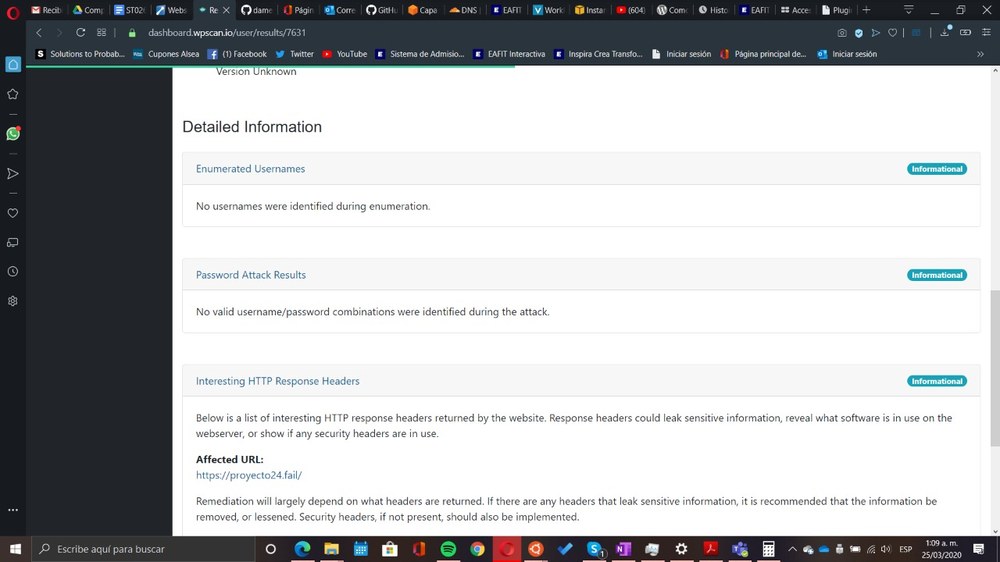 Recib
Comp
ST026
Webs
Re
dame
Págin
Corre
GitHu
Capa
DNS
EAFIT
Work
Instar
(604)
Como
Histo
EAFIT
Acces
Plugi
dashboard.wpscan.io/user/results/7631
Solutions to Probab...
Cupones Alsea
(1) Facebook
Twitter
YouTube
Sistema de Admisio...
EAFIT Interactiva
Inspira Crea Transfo...
Iniciar sesión
Página principal de...
Iniciar sesión
Version Unknown
Detailed Information
Enumerated Usernames
Informational
No usernames were identified during enumeration.
Password Attack Results
Informational
No valid username/password combinations were identified during the attack.
Interesting HTTP Response Headers
Informational
Below is a list of interesting HTTP response headers returned by the website. Response headers could leak sensitive information, reveal what software is in use on the
webserver, or show if any security headers are in use.
Affected URL:
https://proyecto24.fail/
Remediation will largely depend on what headers are returned. If there are any headers that leak sensitive information, it is recommended that the information be
removed, or lessened. Security headers, if not present, should also be implemented.
Escribe aquí para buscar
ESP
1:09 a. m.
25/03/2020